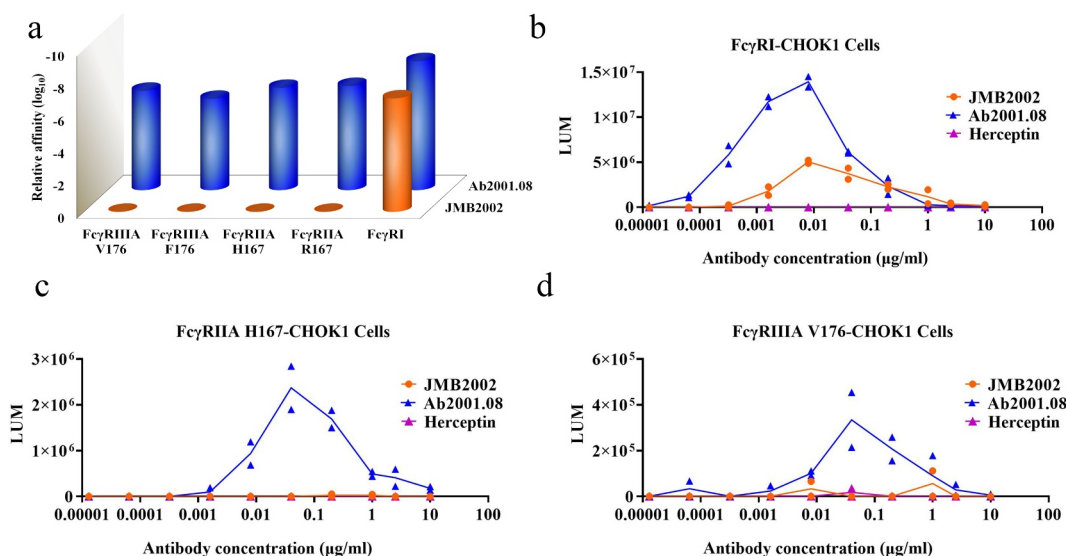 a
Relative affinity (log₁₀)
-10
-8
-6
-4
-2
0
Ab2001.08
JMB2002
FcγRIIIA
V176
FcγRIIIA
F176
FcγRIIA
H167
FcγRIIA
R167
FcγRI
b
FcγRI-CHOK1 Cells
LUM
1.5×10⁷
1.0×10⁷
5×10⁶
0
JMB2002
Ab2001.08
Herceptin
0.00001 0.0001 0.001 0.01 0.1 1 10 100
Antibody concentration (µg/ml)
c
FcγRIIA H167-CHOK1 Cells
LUM
3×10⁶
2×10⁶
1×10⁶
0
JMB2002
Ab2001.08
Herceptin
0.00001 0.0001 0.001 0.01 0.1 1 10 100
Antibody concentration (µg/ml)
d
FcγRIIIA V176-CHOK1 Cells
LUM
6×10⁵
4×10⁵
2×10⁵
0
JMB2002
Ab2001.08
Herceptin
0.00001 0.0001 0.001 0.01 0.1 1 10 100
Antibody concentration (µg/ml)